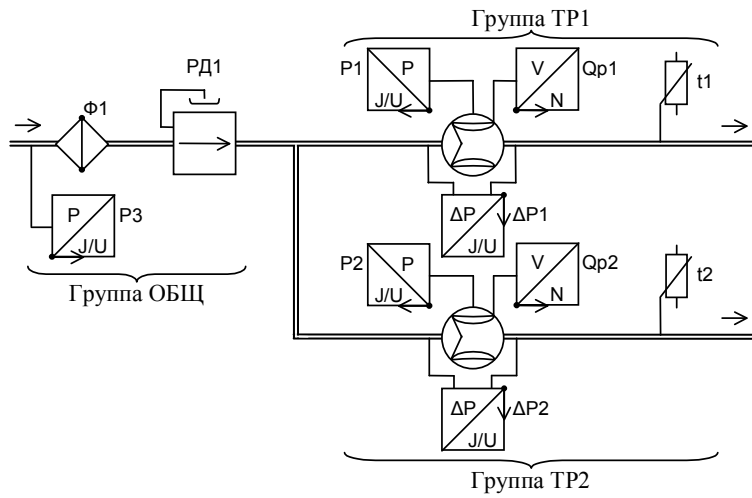 Группа ТР1
РД1
P1
P
J/U
V
N
Qp1
t1
Ф1
P
J/U
P3
ΔP
J/U
ΔP1
Группа ОБЩ
P2
P
J/U
V
N
Qp2
t2
ΔP
J/U
ΔP2
Группа ТР2